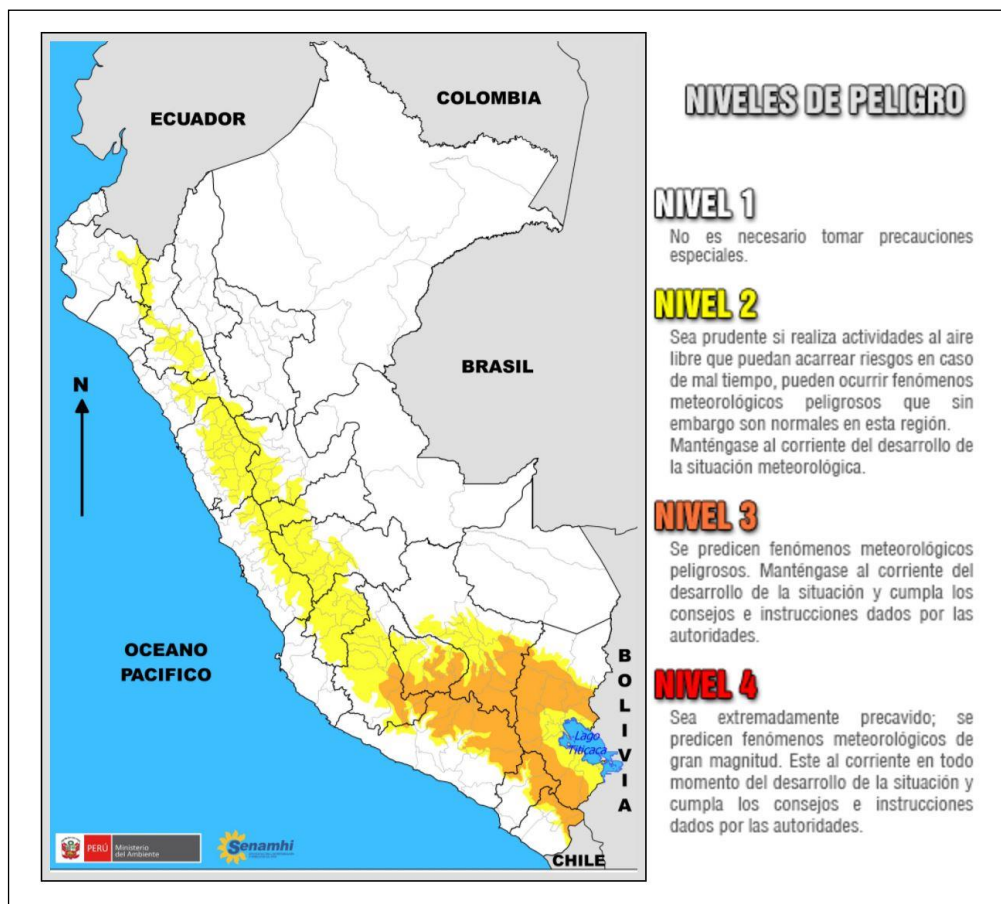 ECUADOR
COLOMBIA
BRASIL
N
OCEANO
PACIFICO
BOLIVIA
Lago
Titicaca
CHILE
PERÚ
Ministerio
del Ambiente
Senamhi
NIVELES DE PELIGRO
NIVEL 1
No es necesario tomar precauciones
especiales.
NIVEL 2
Sea prudente si realiza actividades al aire
libre que puedan acarrear riesgos en caso
de mal tiempo, pueden ocurrir fenómenos
meteorológicos peligrosos que sin
embargo son normales en esta región.
Manténgase al corriente del desarrollo de
la situación meteorológica.
NIVEL 3
Se predicen fenómenos meteorológicos
peligrosos. Manténgase al corriente del
desarrollo de la situación y cumpla los
consejos e instrucciones dados por las
autoridades.
NIVEL 4
Sea extremadamente precavido; se
predicen fenómenos meteorológicos de
gran magnitud. Este al corriente en todo
momento del desarrollo de la situación y
cumpla los consejos e instrucciones
dados por las autoridades.